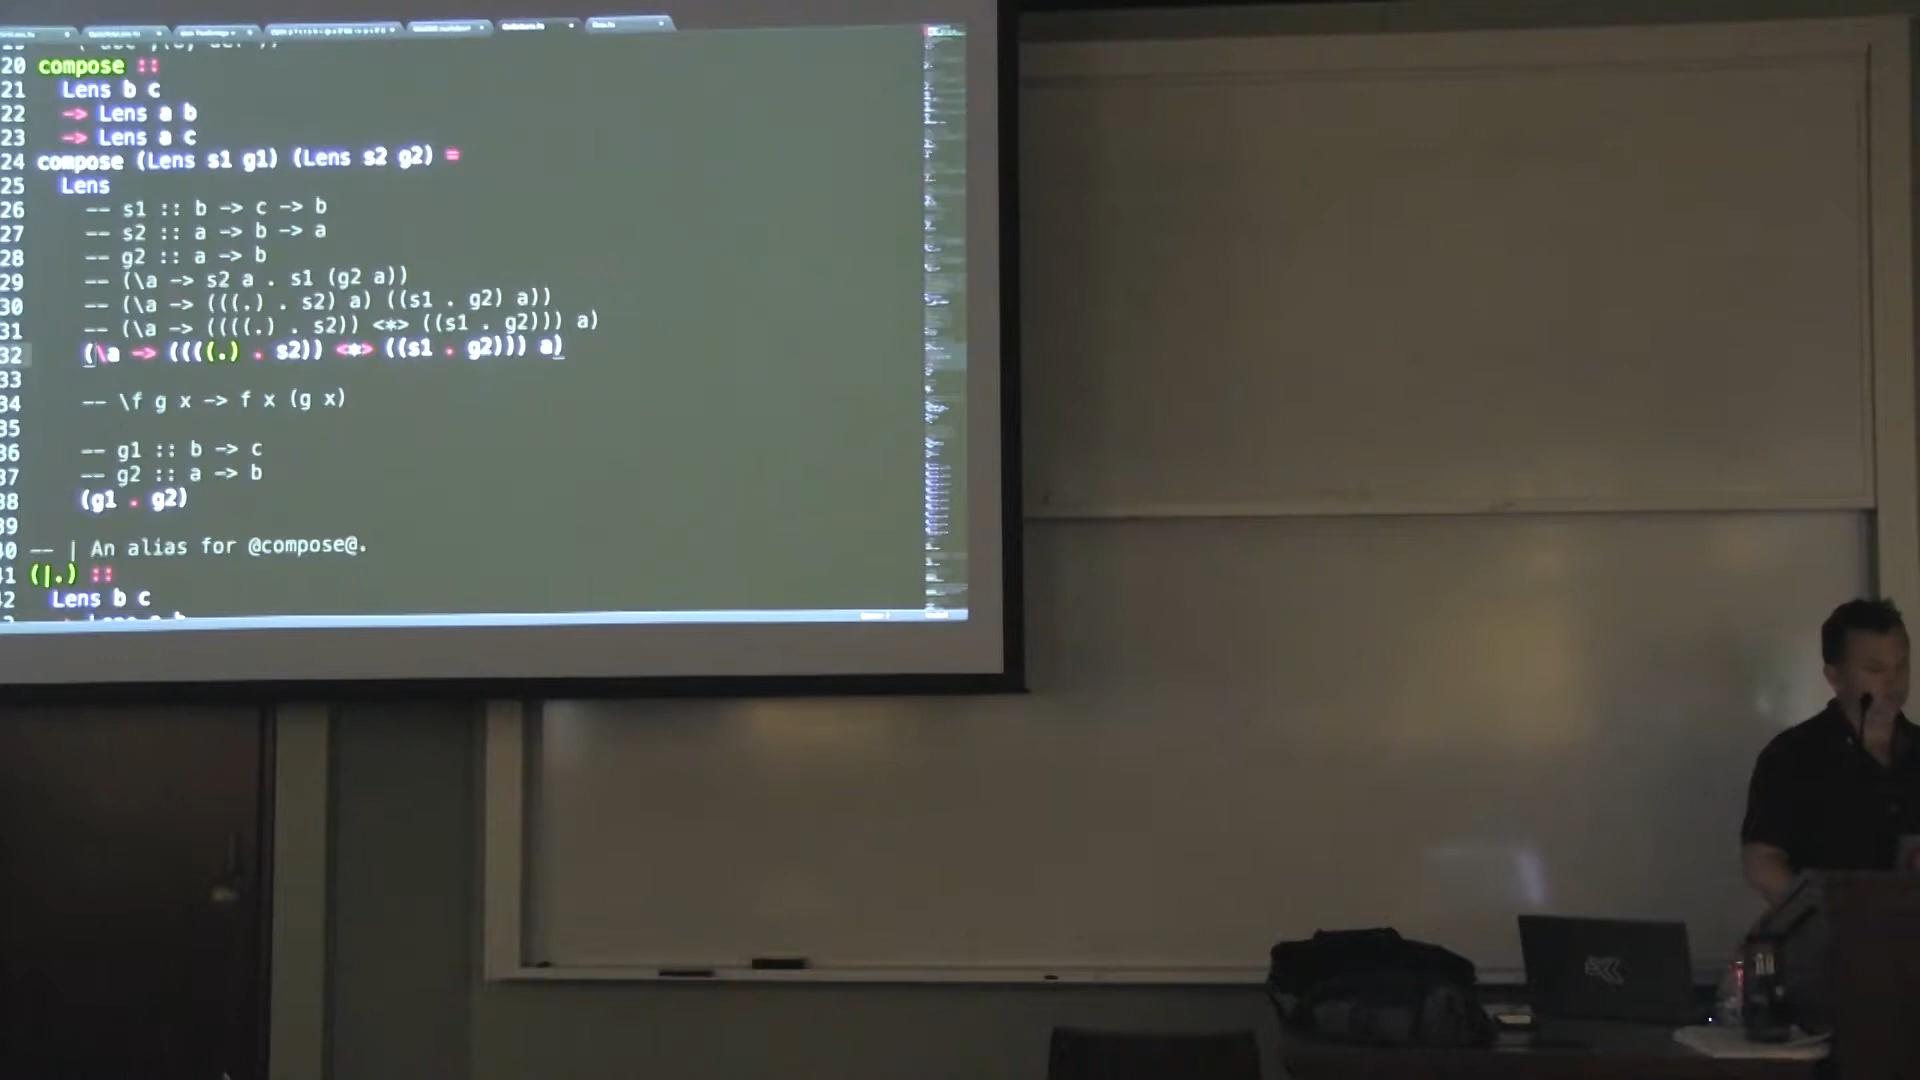 20 compose ::
21 Lens b c
22 -> Lens a b
23 -> Lens a c
24 compose (Lens s1 g1) (Lens s2 g2) =
25 Lens
26 -- s1 :: b -> c -> b
27 -- s2 :: a -> b -> a
28 -- g2 :: a -> b
29 -- (\a -> s2 a . s1 (g2 a))
30 -- (\a -> (((.) . s2) a) ((s1 . g2) a))
31 -- (\a -> ((((.) . s2)) <*> ((s1 . g2))) a)
32 (\a -> ((((.) . s2)) <*> ((s1 . g2))) a)
33
34 -- \f g x -> f x (g x)
35
36 -- g1 :: b -> c
37 -- g2 :: a -> b
38 (g1 . g2)
39
40 -- | An alias for @compose@.
41 (|.) ::
42 Lens b c